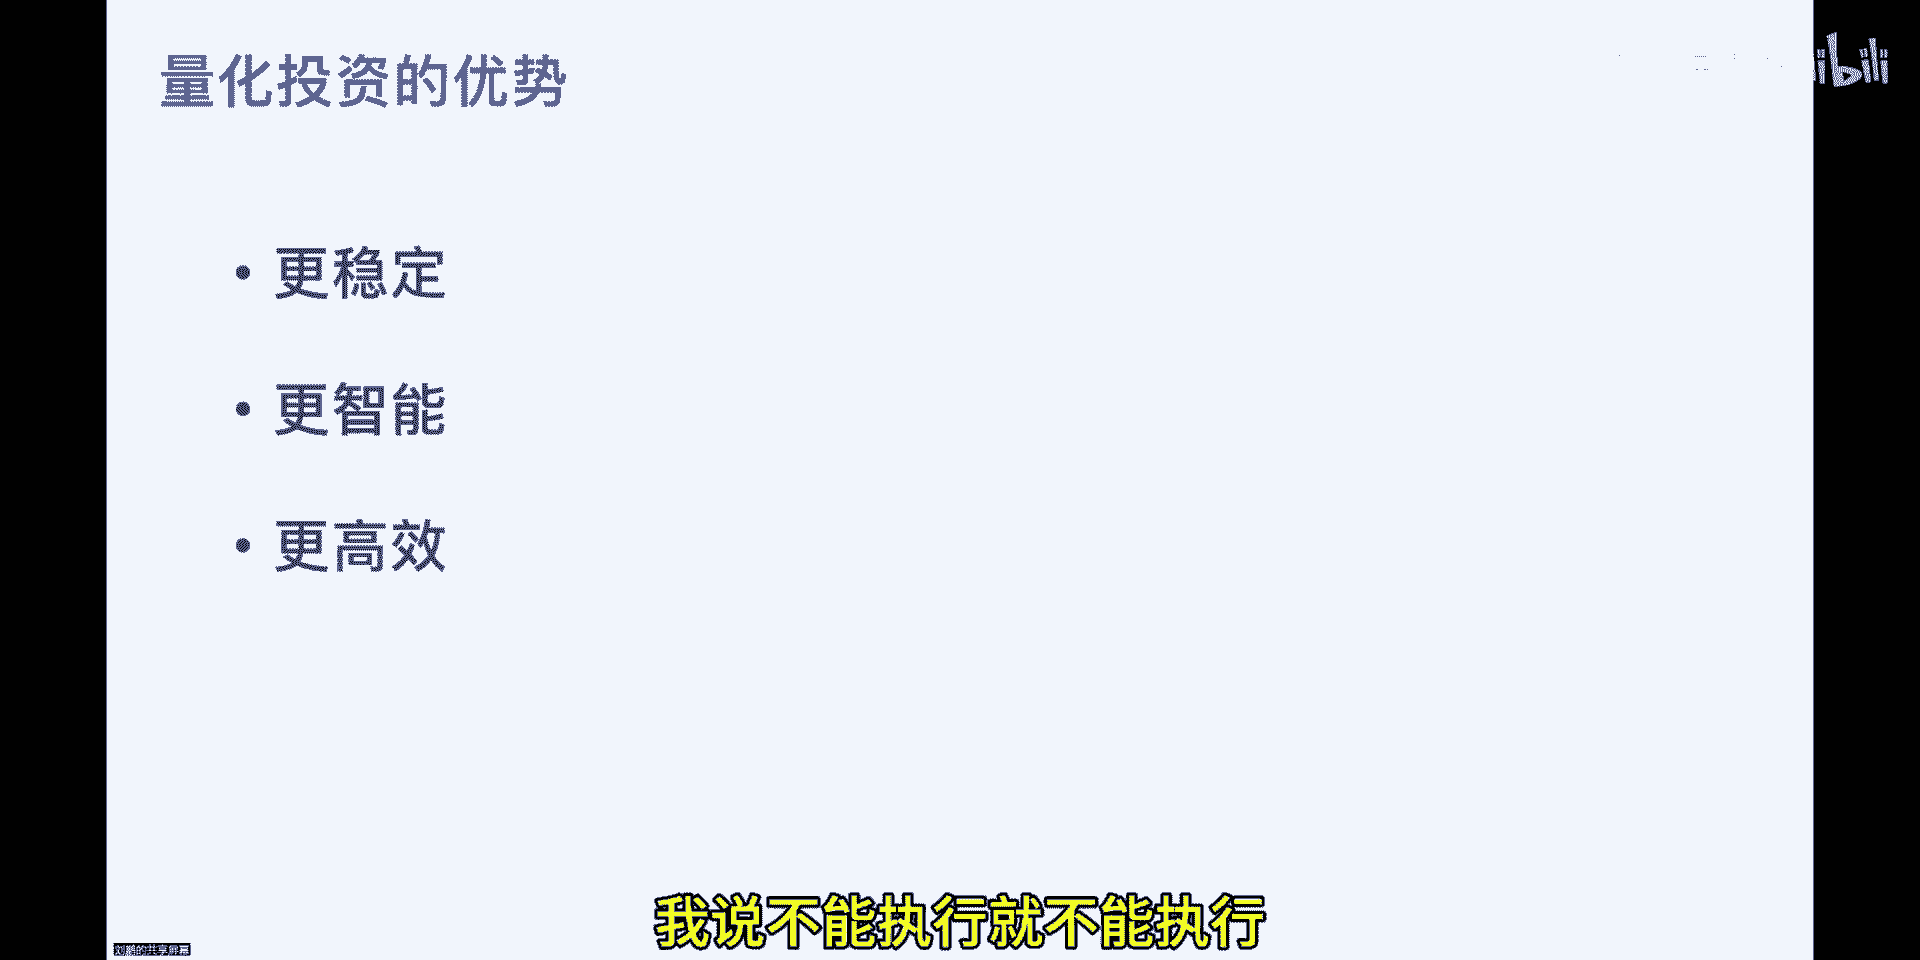 量化投资的优势
ibili
• 更稳定
• 更智能
• 更高效
我说不能执行就不能执行
刘鹏的共享屏幕